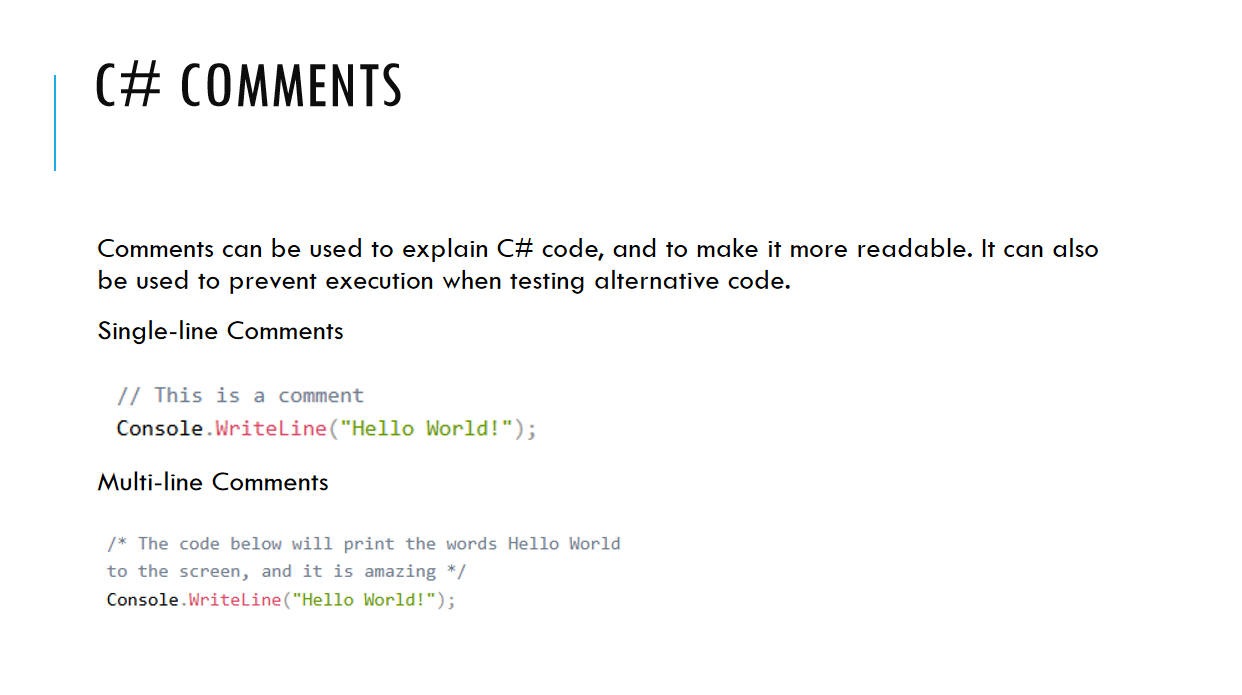 C# COMMENTS
Comments can be used to explain C# code, and to make it more readable. It can also
be used to prevent execution when testing alternative code.
Single-line Comments
// This is a comment
Console.WriteLine("Hello World!");
Multi-line Comments
/* The code below will print the words Hello World
to the screen, and it is amazing */
Console.WriteLine("Hello World!");